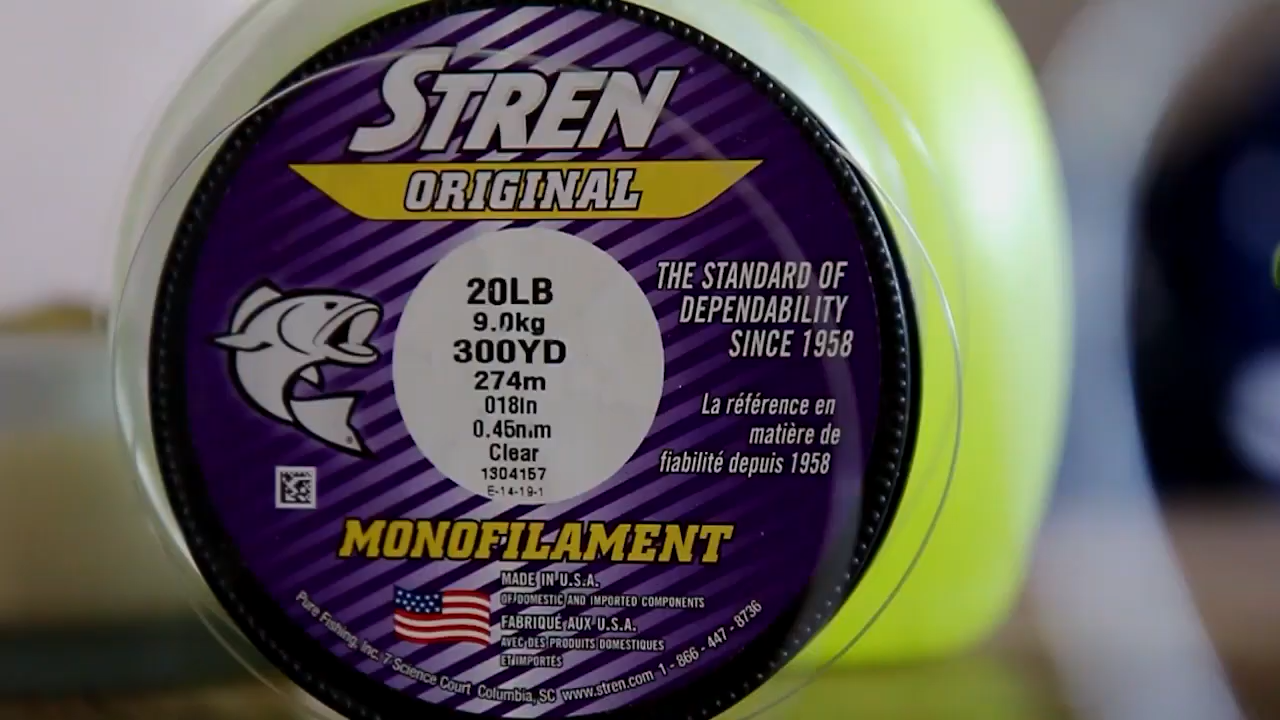 STREN
ORIGINAL
20LB
9.0kg
300YD
274m
018In
0.45mm
Clear
1304157
E-14-19-1
THE STANDARD OF
DEPENDABILITY
SINCE 1958
La référence en
matière de
fiabilité depuis 1958
MONOFILAMENT
MADE IN U.S.A.
OF DOMESTIC AND IMPORTED COMPONENTS
FABRIQUÉ AUX U.S.A.
AVEC DES PRODUITS DOMESTIQUES
ET IMPORTÉS
Pure Fishing, Inc. 7 Science Court Columbia, SC www.stren.com 1-866-447-8736